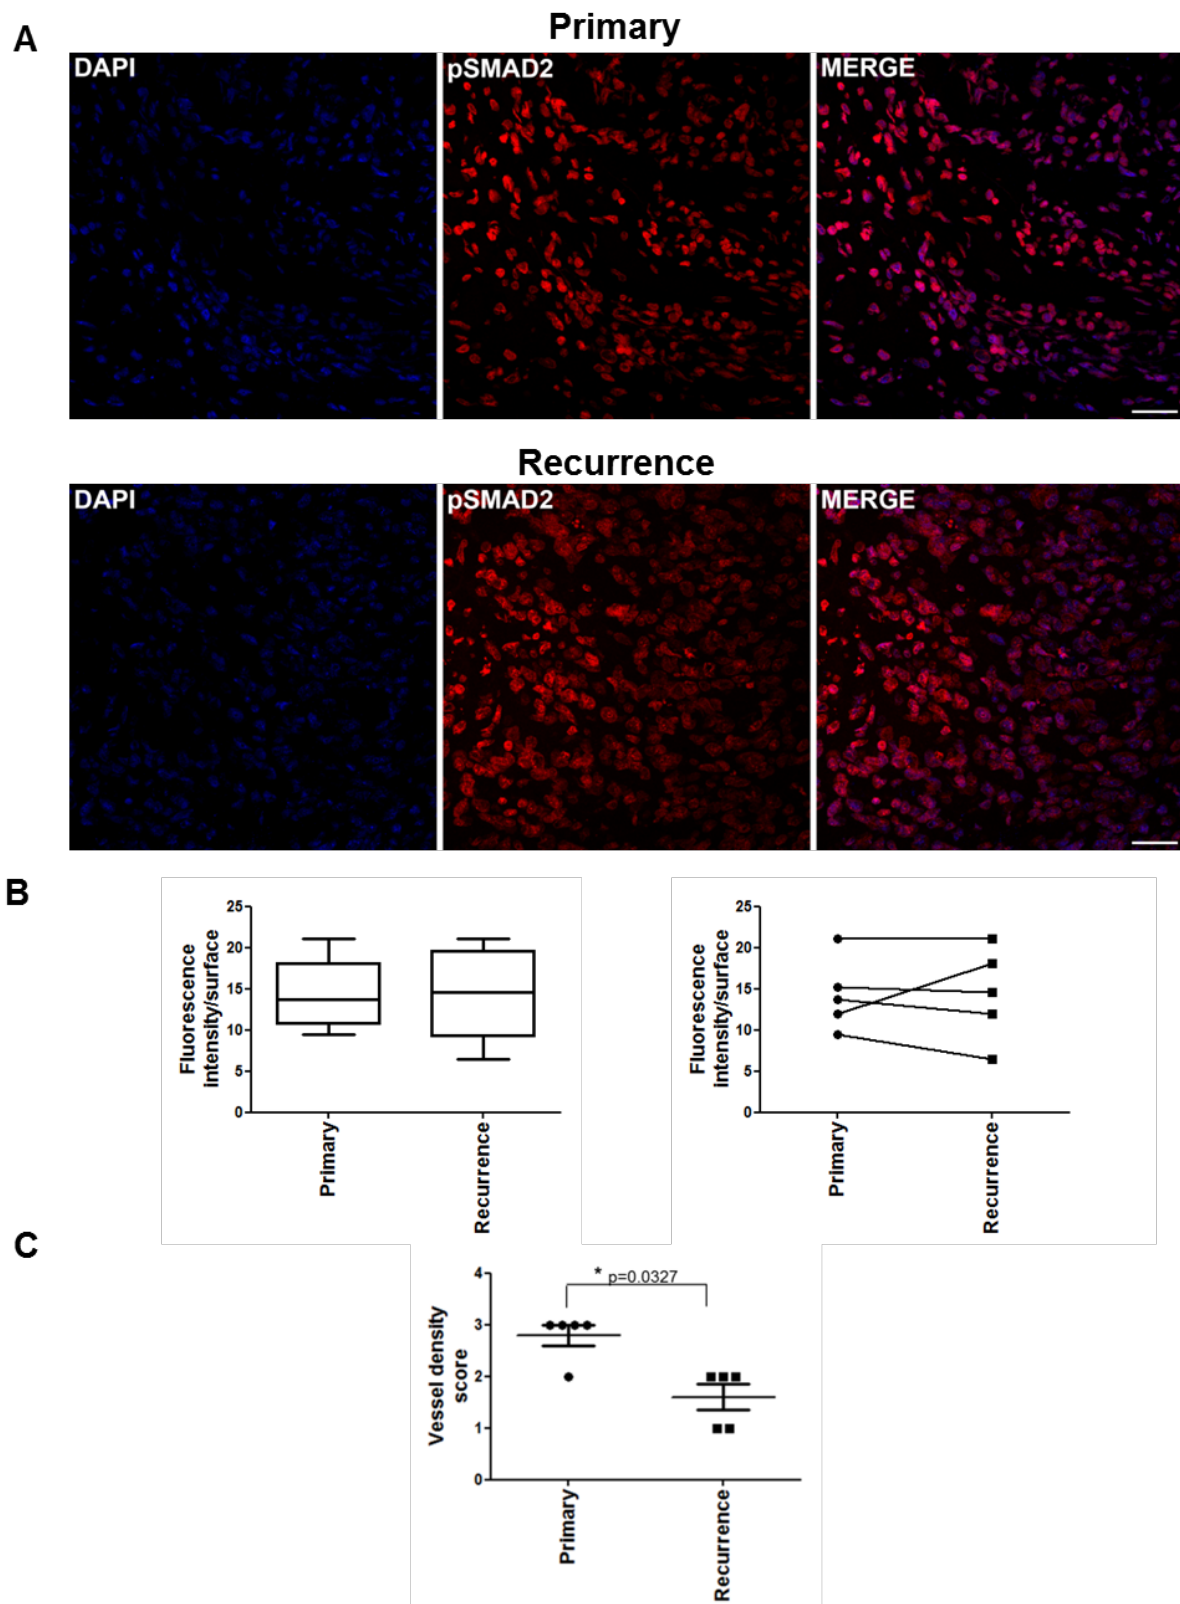 A
Primary
DAPI
pSMAD2
MERGE
Recurrence
DAPI
pSMAD2
MERGE
B
25
20
15
10
5
0
Fluorescence
intensity/surface
Primary
Recurrence
25
20
15
10
5
0
Fluorescence
intensity/surface
Primary
Recurrence
C
4
3
2
1
0
Vessel density
score
* p=0.0327
Primary
Recurrence